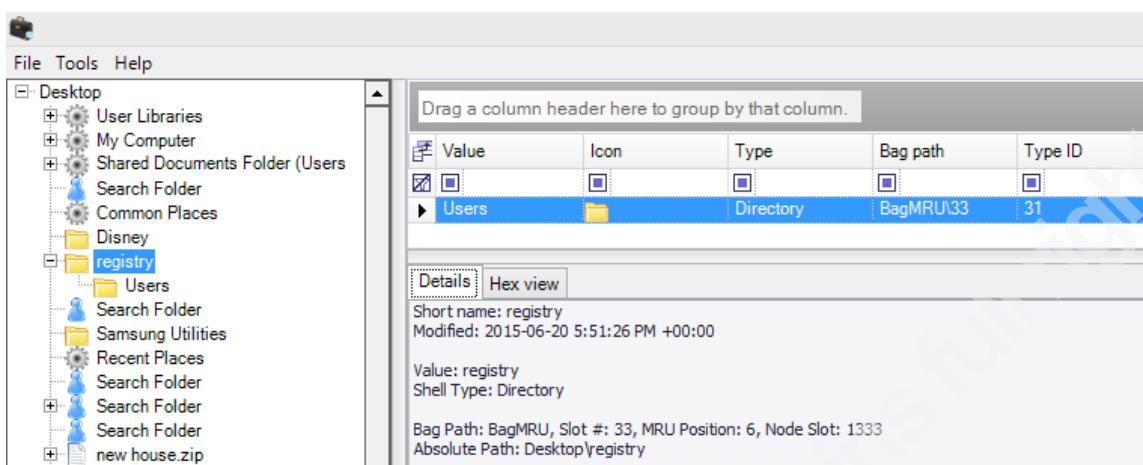 File Tools Help
Desktop
User Libraries
My Computer
Shared Documents Folder (Users
Search Folder
Common Places
Disney
registry
Users
Search Folder
Samsung Utilities
Recent Places
Search Folder
Search Folder
Search Folder
new house.zip
Drag a column header here to group by that column.
Value Icon Type Bag path Type ID
Users Directory BagMRU\33 31
Details Hex view
Short name: registry
Modified: 2015-06-20 5:51:26 PM +00:00
Value: registry
Shell Type: Directory
Bag Path: BagMRU, Slot #: 33, MRU Position: 6, Node Slot: 1333
Absolute Path: Desktop\registry